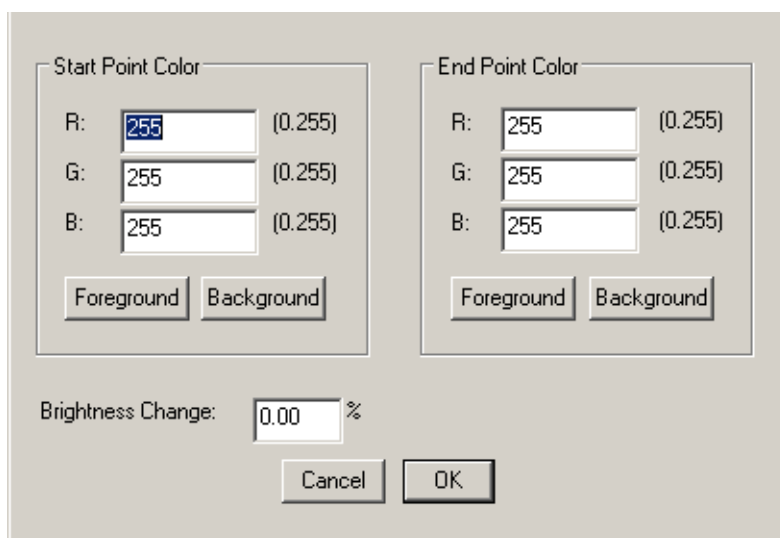 Start Point Color
R: 255 (0.255)
G: 255 (0.255)
B: 255 (0.255)
Foreground Background
End Point Color
R: 255 (0.255)
G: 255 (0.255)
B: 255 (0.255)
Foreground Background
Brightness Change: 0.00 %
Cancel OK